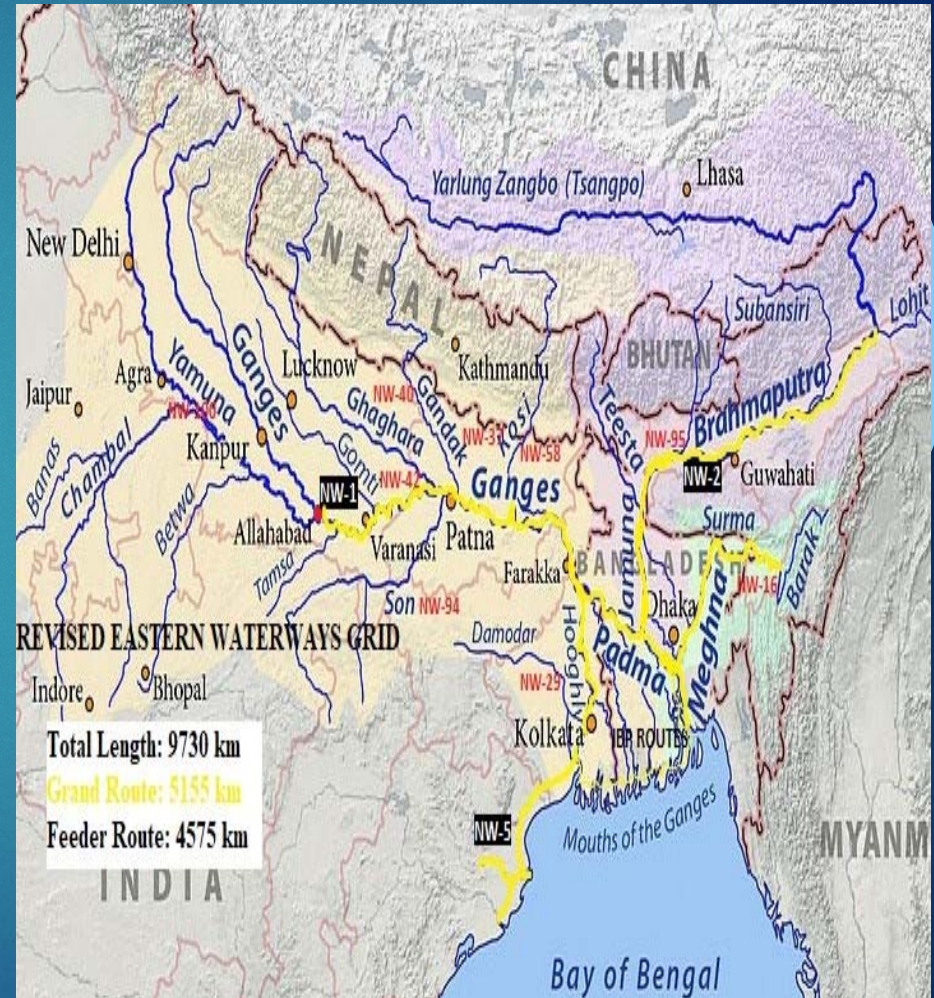 CHINA
Lhasa
Yarlung Zangbo (Tsangpo)
New Delhi
NEPAL
Subansiri
Lohit
BHUTAN
Kathmandu
Lucknow
Agra
Yamuna
Ganges
Jaipur
NW-40
Ghaghara
Gandak
Kosi
Teesta
Brahmaputra
NW-95
NW-2
Guwahati
Kanpur
Banas
Chambal
Betwa
Gomti
NW-37
NW-58
NW-42
Ganges
NW-1
Allahabad
Varanasi
Patna
Surma
Tamsa
Farakka
BANGLADESH
Jamuna
NW-16
Barak
Son NW-94
Dhaka
Meghna
REVISED EASTERN WATERWAYS GRID
Damodar
Hooghly
Padma
Indore
Bhopal
NW-29
Kolkata
IBP ROUTES
Total Length: 9730 km
Grand Route: 5155 km
Feeder Route: 4575 km
Mouths of the Ganges
NW-5
MYANM
INDIA
Bay of Bengal